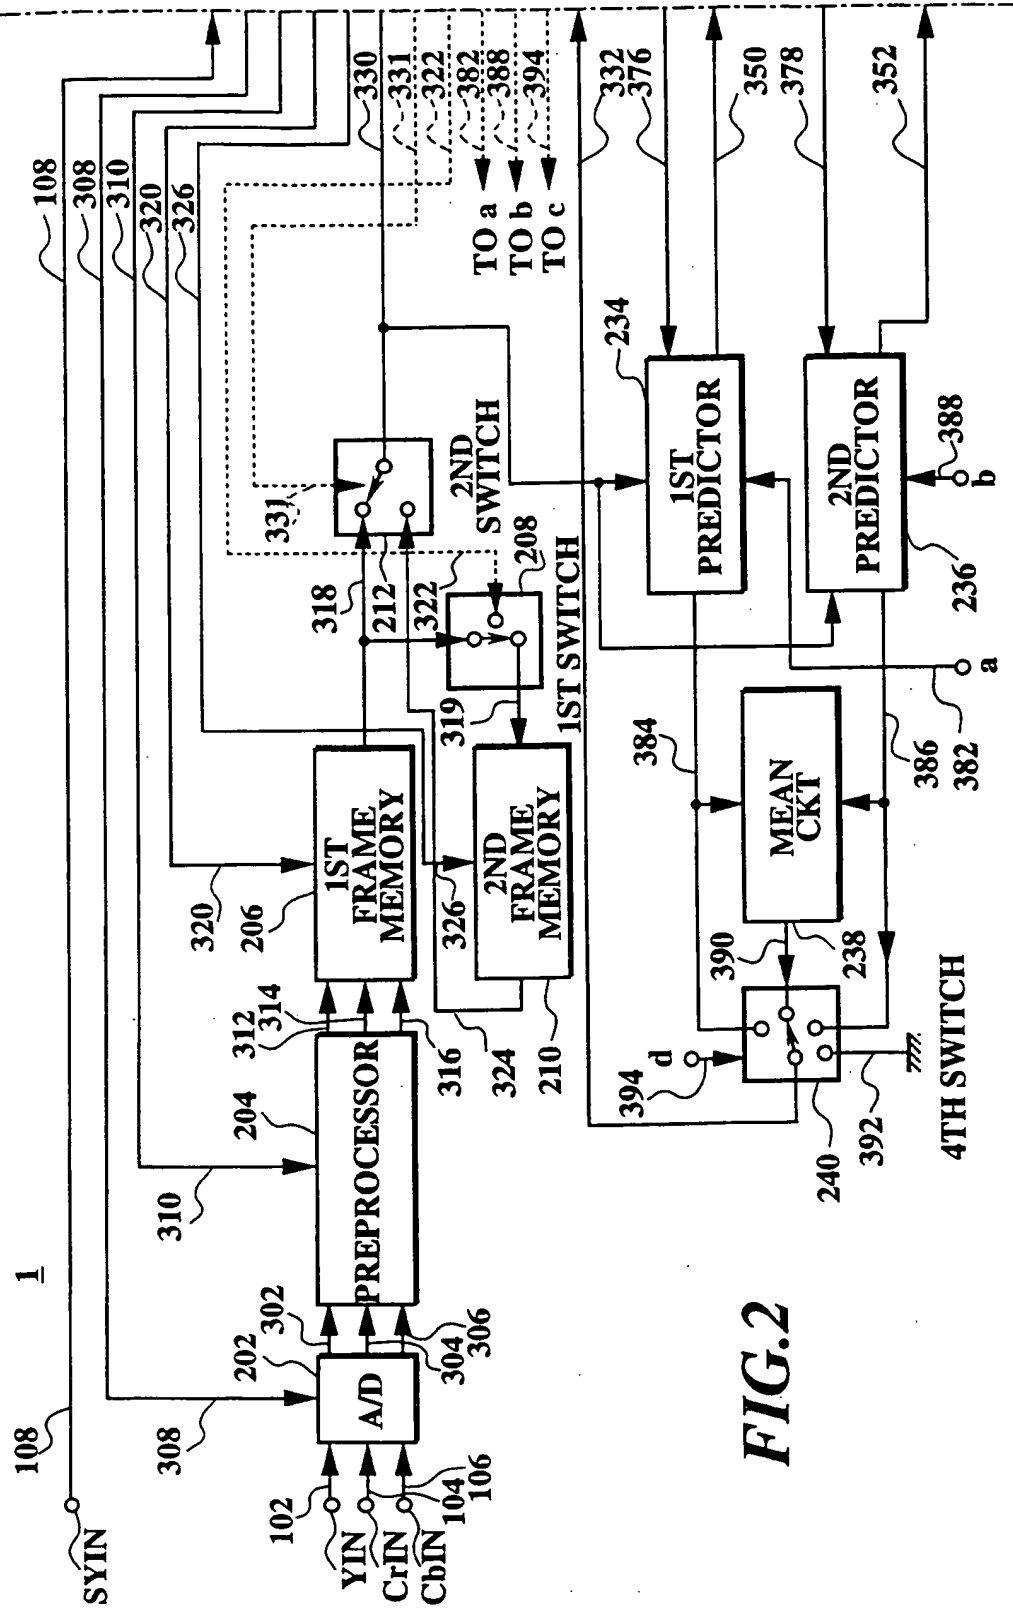 1
SYIN
108
108
308
308
310
310
320
320
326
326
YIN
CrIN
CbIN
102
104
106
A/D
202
302
304
306
PREPROCESSOR
204
312
314
316
1ST
FRAME
MEMORY
206
318
331
212
2ND
SWITCH
322
208
1ST SWITCH
319
2ND
FRAME
MEMORY
210
324
326
330
331
322
382
388
394
TO a
TO b
TO c
332
376
350
378
352
1ST
PREDICTOR
234
2ND
PREDICTOR
236
388
b
a
382
384
386
MEAN
CKT
238
390
d
394
240
392
4TH SWITCH
FIG.2